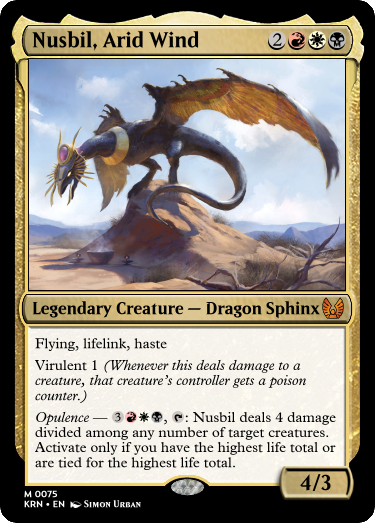 Nusbil, Arid Wind 2
Legendary Creature — Dragon Sphinx
Flying, lifelink, haste
Virulent 1 (Whenever this deals damage to a
creature, that creature's controller gets a poison
counter.)
Opulence — 3, : Nusbil deals 4 damage
divided among any number of target creatures.
Activate only if you have the highest life total or
are tied for the highest life total.
4/3
M 0075
KRN • EN Simon Urban